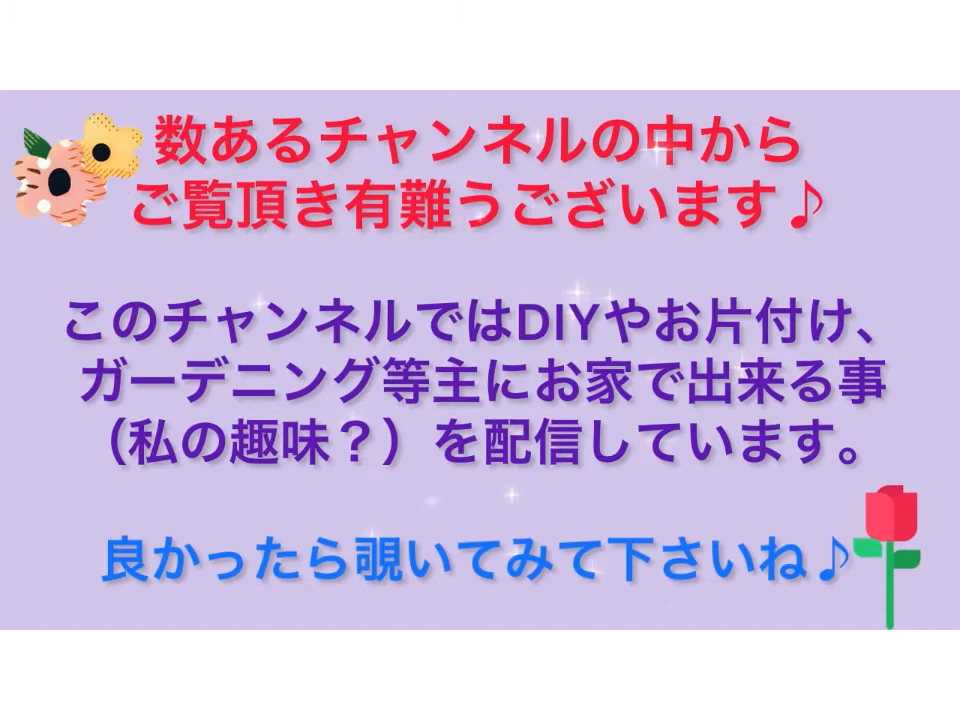 数あるチャンネルの中から
ご覧頂き有難うございます♪
このチャンネルではDIYやお片付け、
ガーデニング等主にお家で出来る事
（私の趣味？）を配信しています。
良かったら覗いてみて下さいね♪